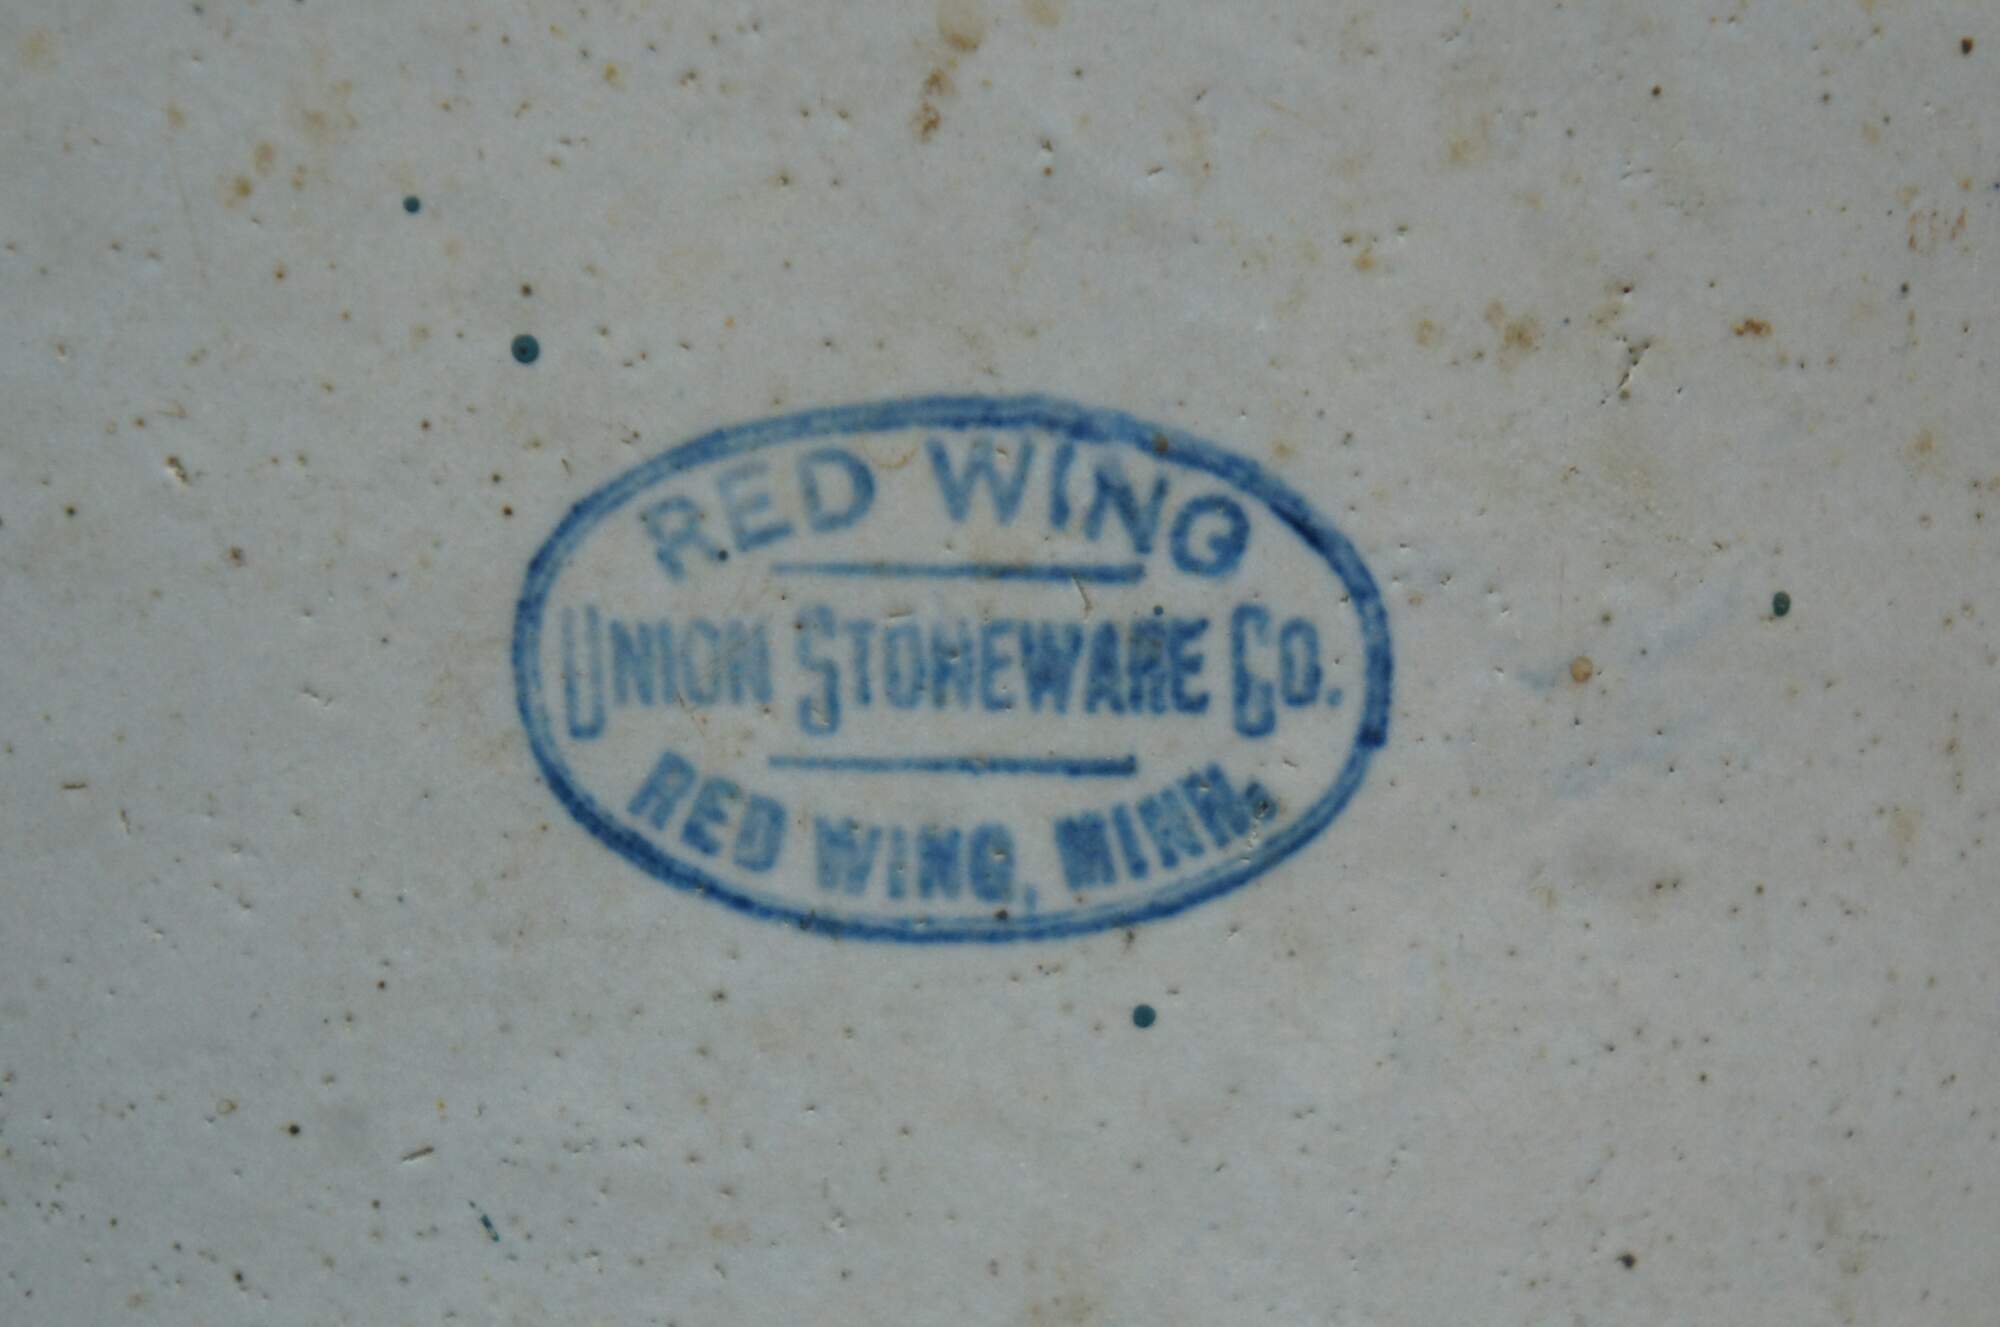 RED WING
UNION STONEWARE CO.
RED WING, MINN.